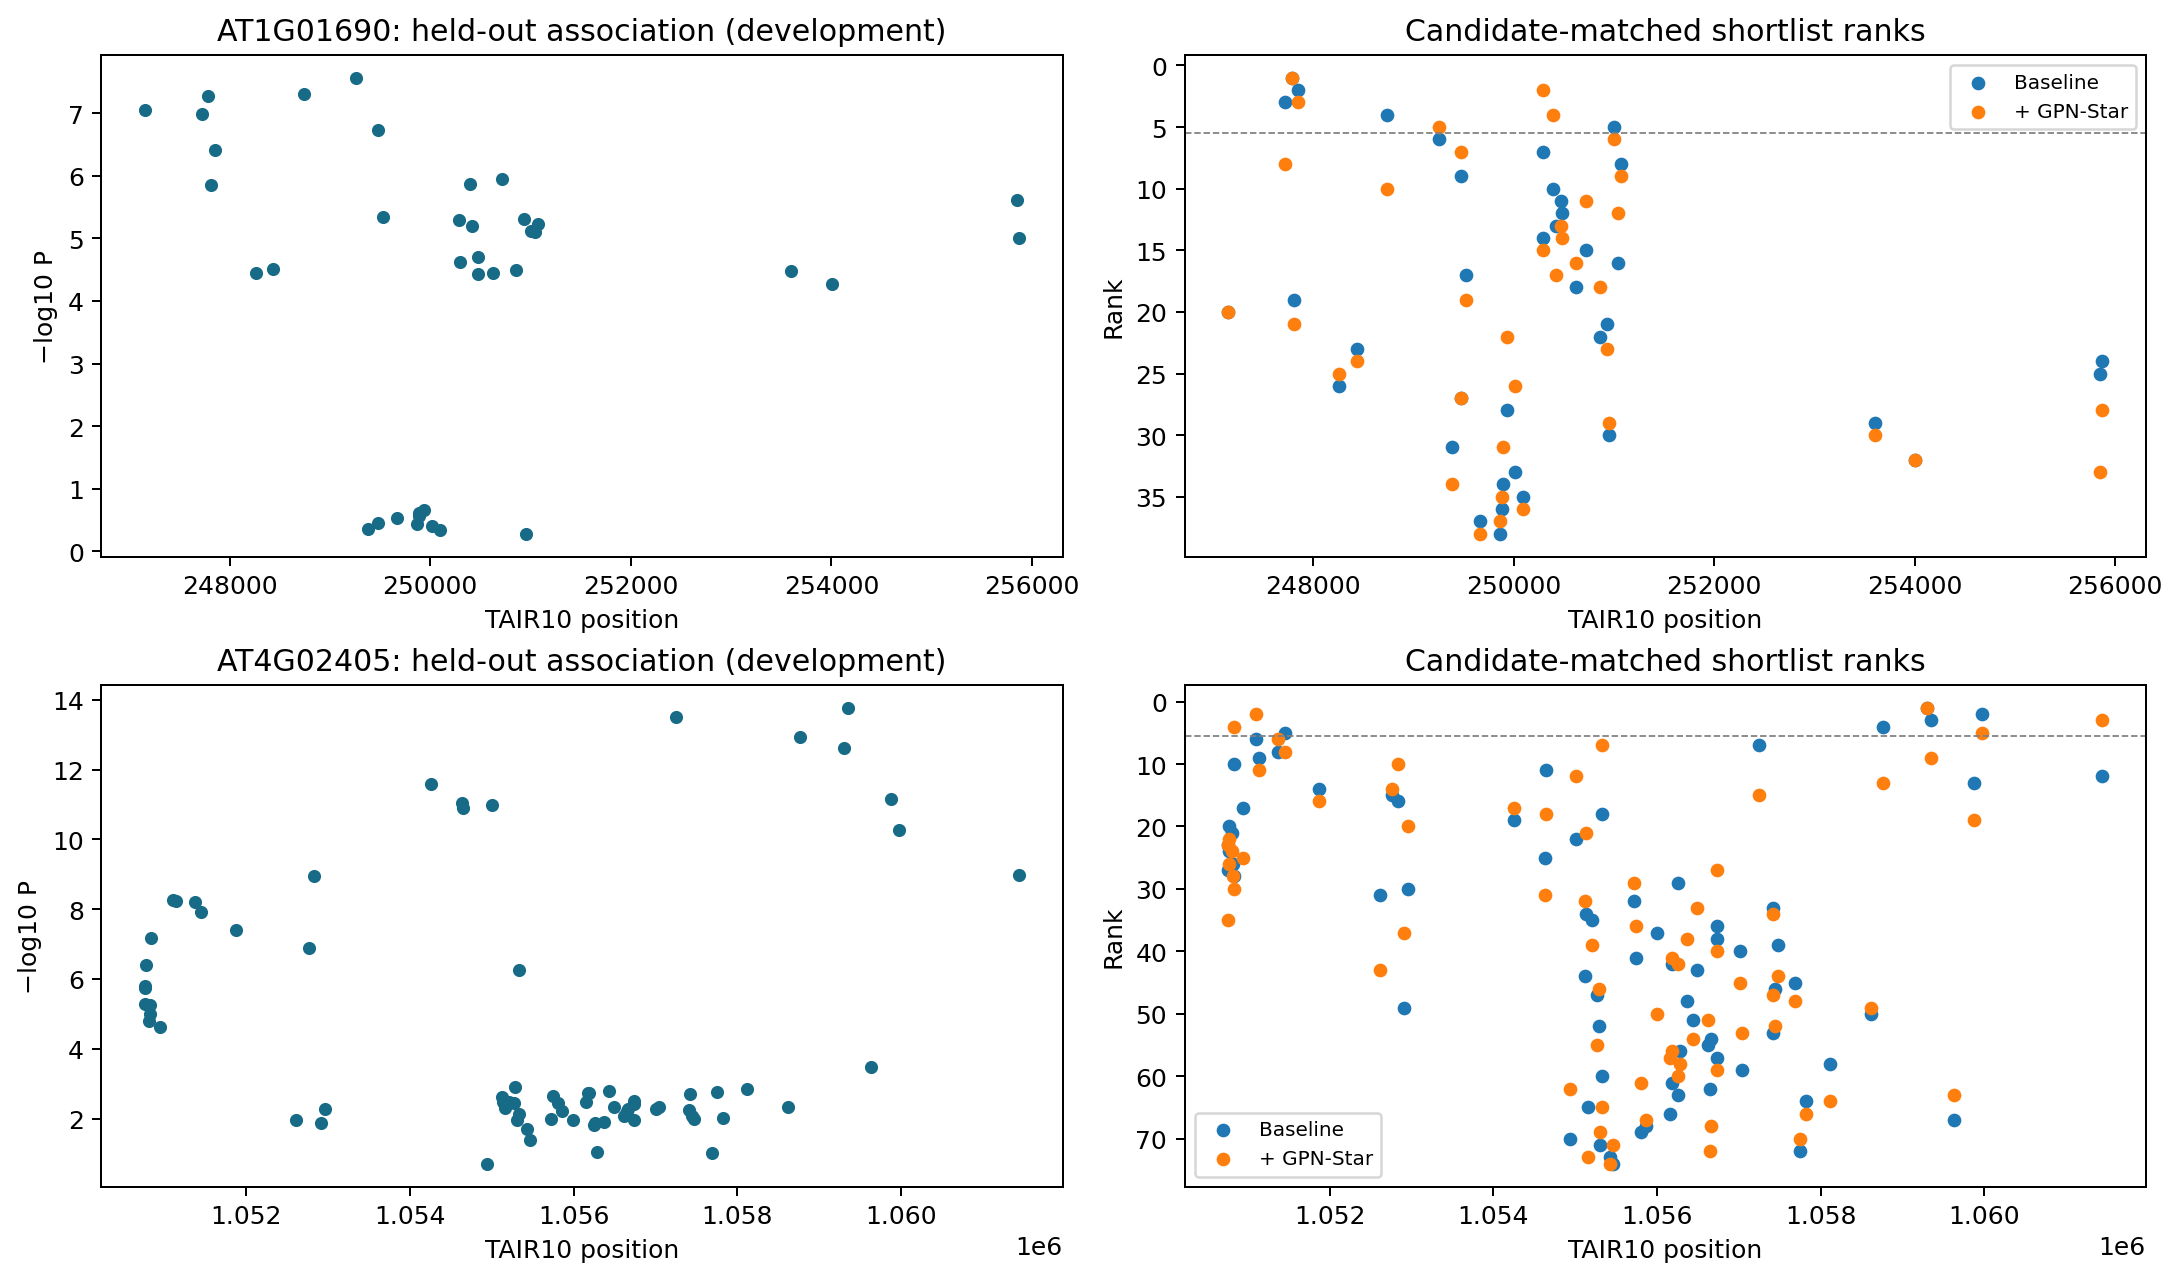 AT1G01690: held-out association (development)
−log10 P
7
6
5
4
3
2
1
0
248000 250000 252000 254000 256000
TAIR10 position
Candidate-matched shortlist ranks
Rank
0
5
10
15
20
25
30
35
Baseline
+ GPN-Star
248000 250000 252000 254000 256000
TAIR10 position
AT4G02405: held-out association (development)
−log10 P
14
12
10
8
6
4
2
1.052 1.054 1.056 1.058 1.060
1e6
TAIR10 position
Candidate-matched shortlist ranks
Rank
0
10
20
30
40
50
60
70
Baseline
+ GPN-Star
1.052 1.054 1.056 1.058 1.060
1e6
TAIR10 position